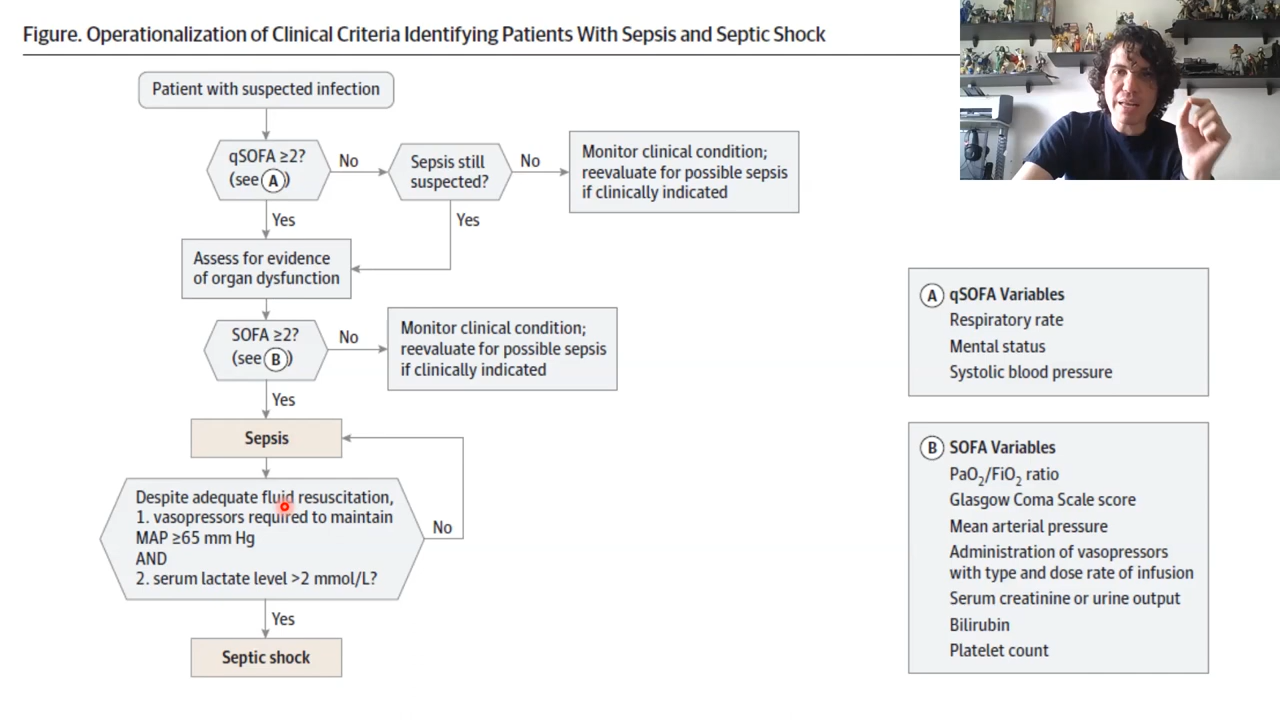 Figure. Operationalization of Clinical Criteria Identifying Patients With Sepsis and Septic Shock
Patient with suspected infection
qSOFA ≥2?
(see A)
No
Sepsis still
suspected?
No
Monitor clinical condition;
reevaluate for possible sepsis
if clinically indicated
Yes
Yes
Assess for evidence
of organ dysfunction
SOFA ≥2?
(see B)
No
Monitor clinical condition;
reevaluate for possible sepsis
if clinically indicated
Yes
Sepsis
Despite adequate fluid resuscitation,
1. vasopressors required to maintain
MAP ≥65 mm Hg
AND
2. serum lactate level >2 mmol/L?
No
Yes
Septic shock
A qSOFA Variables
Respiratory rate
Mental status
Systolic blood pressure
B SOFA Variables
PaO₂/FiO₂ ratio
Glasgow Coma Scale score
Mean arterial pressure
Administration of vasopressors
with type and dose rate of infusion
Serum creatinine or urine output
Bilirubin
Platelet count